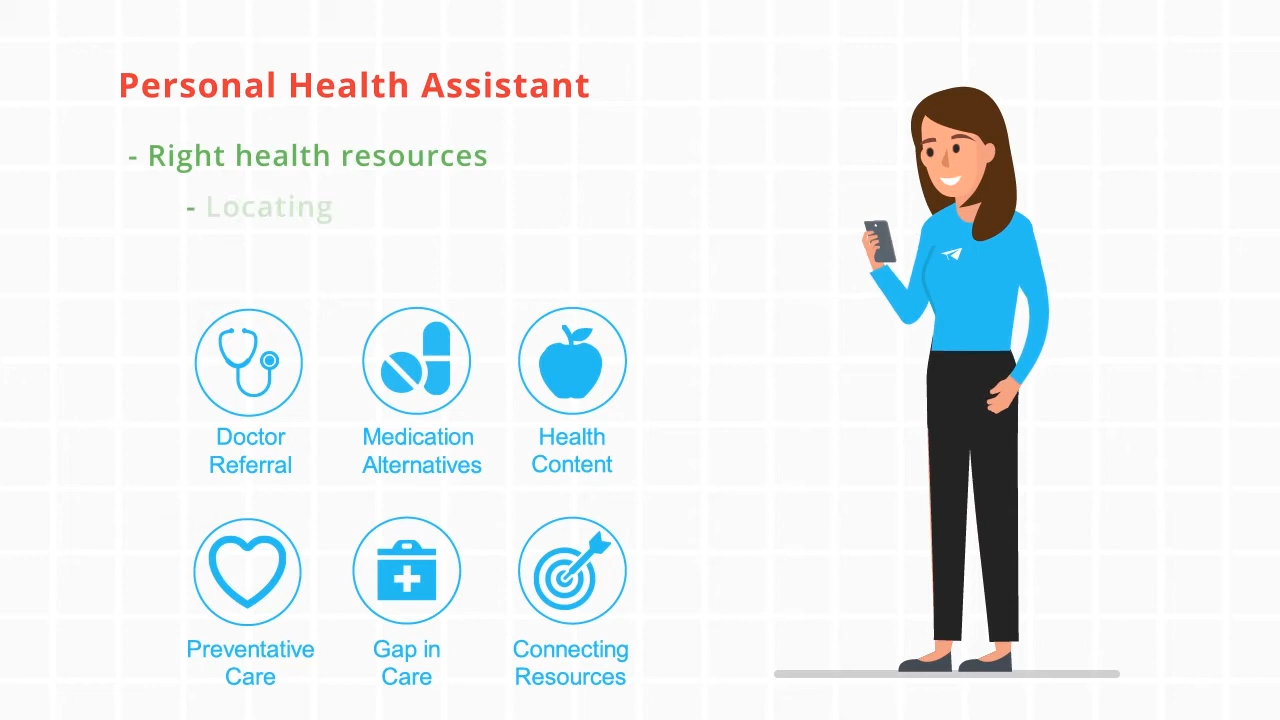 Personal Health Assistant
- Right health resources
- Locating
Doctor
Referral
Medication
Alternatives
Health
Content
Preventative
Care
Gap in
Care
Connecting
Resources